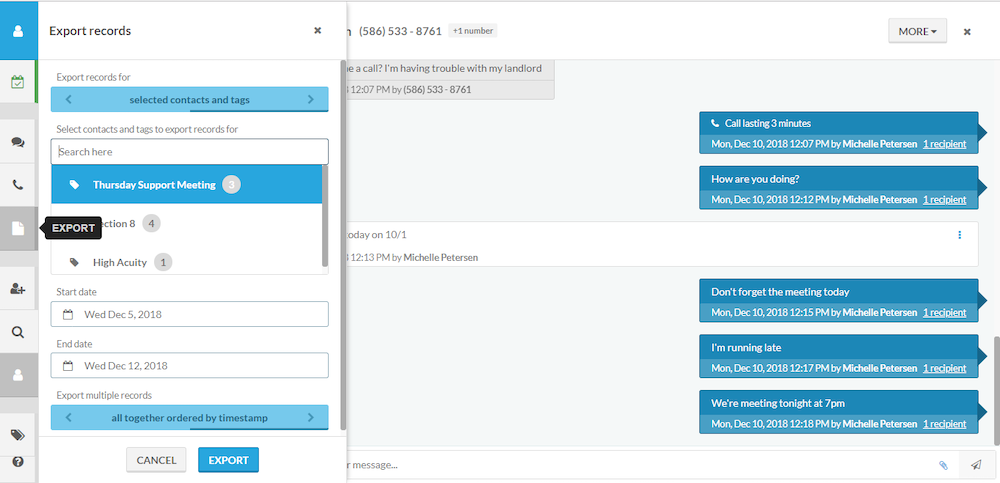 Export records
Export records for
selected contacts and tags
Select contacts and tags to export records for
Search here
Thursday Support Meeting 3
ection 8 4
High Acuity 1
EXPORT
Start date
Wed Dec 5, 2018
End date
Wed Dec 12, 2018
Export multiple records
all together ordered by timestamp
CANCEL
EXPORT
(586) 533 - 8761 +1 number
MORE
e a call? I'm having trouble with my landlord
12:07 PM by (586) 533 - 8761
Call lasting 3 minutes
Mon, Dec 10, 2018 12:07 PM by Michelle Petersen 1 recipient
How are you doing?
Mon, Dec 10, 2018 12:12 PM by Michelle Petersen 1 recipient
today on 10/1
12:13 PM by Michelle Petersen
Don't forget the meeting today
Mon, Dec 10, 2018 12:15 PM by Michelle Petersen 1 recipient
I'm running late
Mon, Dec 10, 2018 12:17 PM by Michelle Petersen 1 recipient
We're meeting tonight at 7pm
Mon, Dec 10, 2018 12:18 PM by Michelle Petersen 1 recipient
r message...